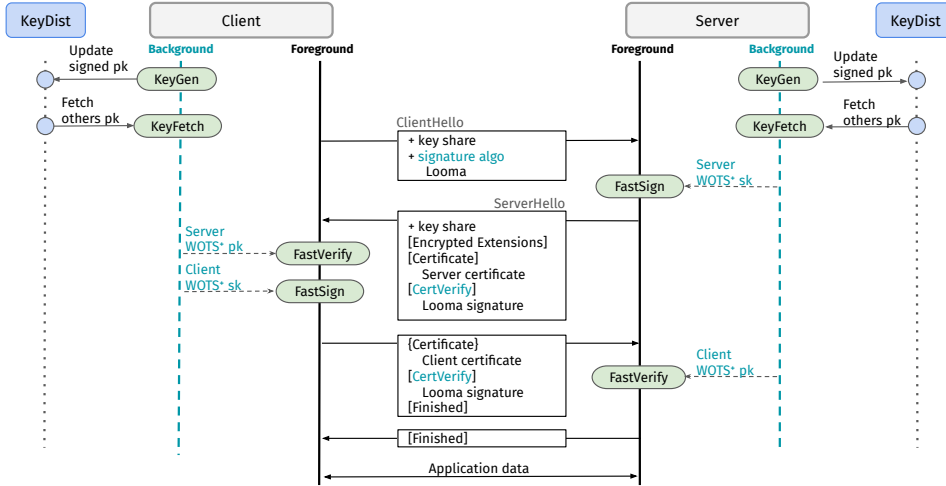 KeyDist
Client
Server
KeyDist
Background
Foreground
Foreground
Background
Update
signed pk
KeyGen
KeyGen
Update
signed pk
Fetch
others pk
KeyFetch
KeyFetch
Fetch
others pk
ClientHello
+ key share
+ signature algo
Looma
Server
WOTS⁺ sk
FastSign
ServerHello
+ key share
[Encrypted Extensions]
[Certificate]
Server certificate
[CertVerify]
Looma signature
Server
WOTS⁺ pk
FastVerify
Client
WOTS⁺ sk
FastSign
{Certificate}
Client certificate
[CertVerify]
Looma signature
[Finished]
Client
WOTS⁺ pk
FastVerify
[Finished]
Application data